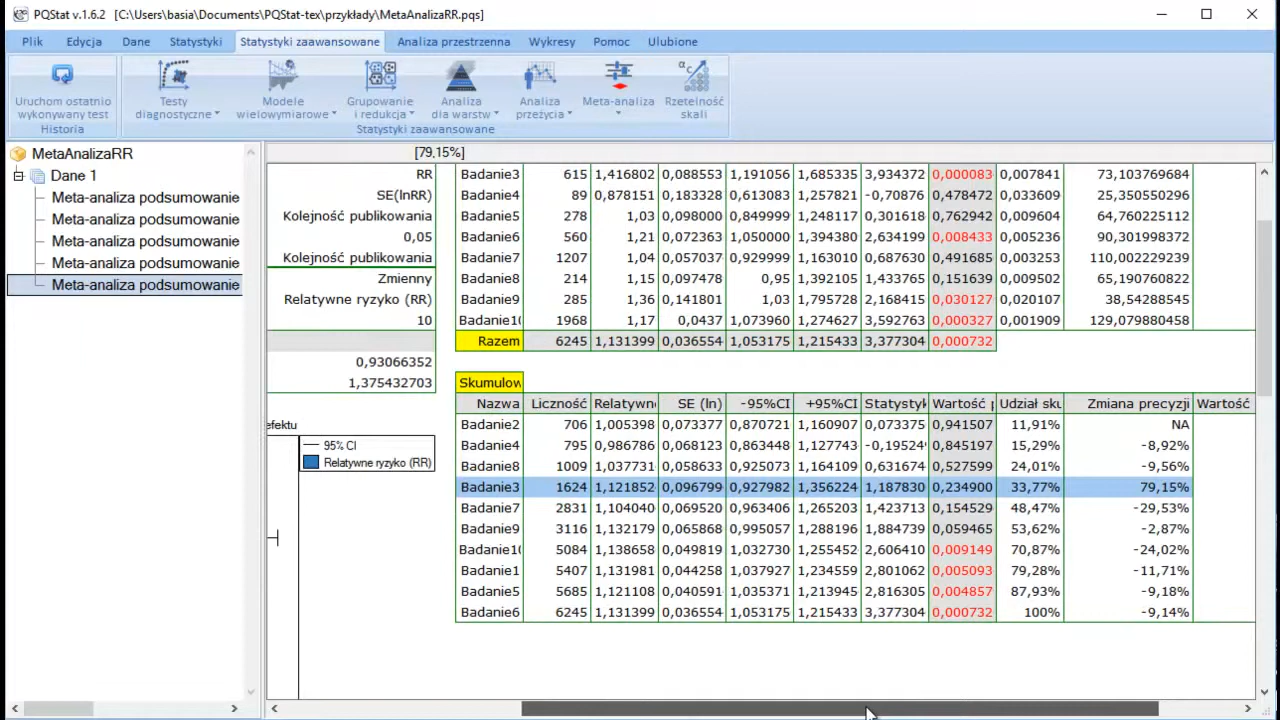 PQStat v.1.6.2 [C:\Users\basia\Documents\PQStat-tex\przykłady\MetaAnalizaRR.pqs]
Plik Edycja Dane Statystyki Statystyki zaawansowane Analiza przestrzenna Wykresy Pomoc Ulubione
Uruchom ostatnio wykonywany test
Testy diagnostyczne
Modele wielowymiarowe
Grupowanie i redukcja
Analiza dla warstw
Analiza przeżycia
Meta-analiza
Rzetelność skali
Historia
Statystyki zaawansowane
[79,15%]
MetaAnalizaRR
Dane 1
Meta-analiza podsumowanie
Meta-analiza podsumowanie
Meta-analiza podsumowanie
Meta-analiza podsumowanie
Meta-analiza podsumowanie
RR
SE(lnRR)
Kolejność publikowania
0,05
Kolejność publikowania
Zmienny
Relatywne ryzyko (RR)
10
0,93066352
1,375432703
efektu
95% CI
Relatywne ryzyko (RR)
Badanie3 615 1,416802 0,088553 1,191056 1,685335 3,934372 0,000083 0,007841 73,103769684
Badanie4 89 0,878151 0,183328 0,613083 1,257821 -0,70876 0,478472 0,033609 25,350550296
Badanie5 278 1,03 0,098000 0,849999 1,248117 0,301618 0,762942 0,009604 64,760225112
Badanie6 560 1,21 0,072363 1,050000 1,394380 2,634199 0,008433 0,005236 90,301998372
Badanie7 1207 1,04 0,057037 0,929999 1,163010 0,687630 0,491685 0,003253 110,002229239
Badanie8 214 1,15 0,097478 0,95 1,392105 1,433765 0,151639 0,009502 65,190760822
Badanie9 285 1,36 0,141801 1,03 1,795728 2,168415 0,030127 0,020107 38,54288545
Badanie10 1968 1,17 0,0437 1,073960 1,274627 3,592763 0,000327 0,001909 129,079880458
Razem 6245 1,131399 0,036554 1,053175 1,215433 3,377304 0,000732
Skumulow
Nazwa Liczność Relatywne SE (ln) -95%CI +95%CI Statystyk Wartość p Udział sku Zmiana precyzji Wartość
Badanie2 706 1,005398 0,073377 0,870721 1,160907 0,073375 0,941507 11,91% NA
Badanie4 795 0,986786 0,068123 0,863448 1,127743 -0,19524 0,845197 15,29% -8,92%
Badanie8 1009 1,037731 0,058633 0,925073 1,164109 0,631674 0,527599 24,01% -9,56%
Badanie3 1624 1,121852 0,096799 0,927982 1,356224 1,187830 0,234900 33,77% 79,15%
Badanie7 2831 1,104040 0,069520 0,963406 1,265203 1,423713 0,154529 48,47% -29,53%
Badanie9 3116 1,132179 0,065868 0,995057 1,288196 1,884739 0,059465 53,62% -2,87%
Badanie10 5084 1,138658 0,049819 1,032730 1,255452 2,606410 0,009149 70,87% -24,02%
Badanie1 5407 1,131981 0,044258 1,037927 1,234559 2,801062 0,005093 79,28% -11,71%
Badanie5 5685 1,121108 0,040591 1,035371 1,213945 2,816305 0,004857 87,93% -9,18%
Badanie6 6245 1,131399 0,036554 1,053175 1,215433 3,377304 0,000732 100% -9,14%